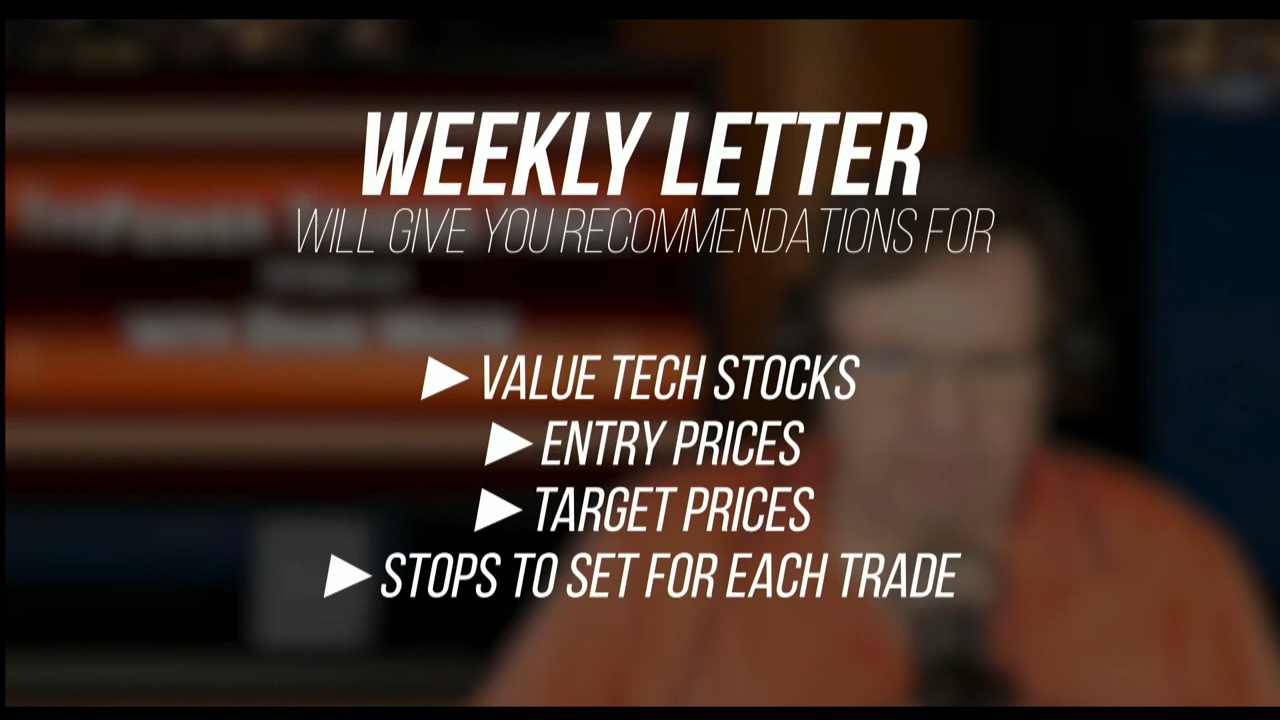 WEEKLY LETTER
WILL GIVE YOU RECOMMENDATIONS FOR
▶ VALUE TECH STOCKS
▶ ENTRY PRICES
▶ TARGET PRICES
▶ STOPS TO SET FOR EACH TRADE